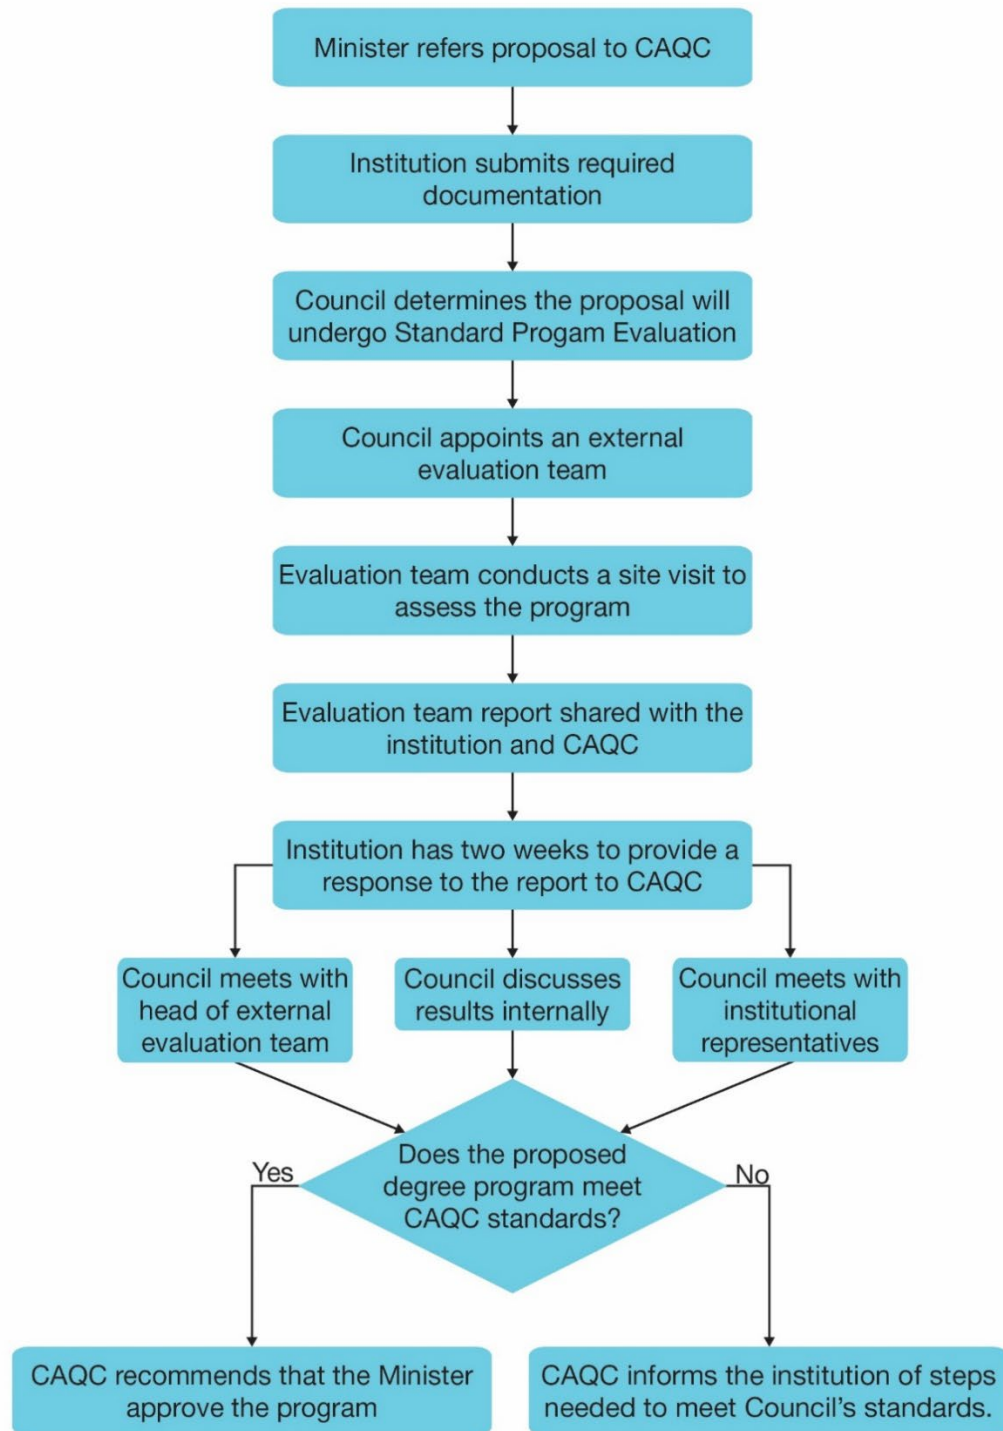 Minister refers proposal to CAQC
Institution submits required
documentation
Council determines the proposal will
undergo Standard Progam Evaluation
Council appoints an external
evaluation team
Evaluation team conducts a site visit to
assess the program
Evaluation team report shared with the
institution and CAQC
Institution has two weeks to provide a
response to the report to CAQC
Council meets with
head of external
evaluation team
Council discusses
results internally
Council meets with
institutional
representatives
Does the proposed
degree program meet
CAQC standards?
Yes
No
CAQC recommends that the Minister
approve the program
CAQC informs the institution of steps
needed to meet Council’s standards.